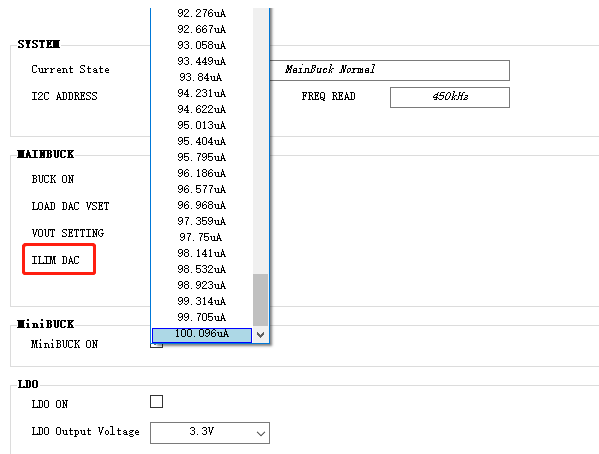 92.276uA
92.667uA
93.058uA
93.449uA
93.84uA
94.231uA
94.622uA
95.013uA
95.404uA
95.795uA
96.186uA
96.577uA
96.968uA
97.359uA
97.75uA
98.141uA
98.532uA
98.923uA
99.314uA
99.705uA
100.096uA
SYSTEM
Current State MainBuck Normal
I2C ADDRESS FREQ READ 450kHz
MAINBUCK
BUCK ON
LOAD DAC VSET
VOUT SETTING
ILIM DAC
MiniBUCK
MiniBUCK ON
LDO
LDO ON
LDO Output Voltage 3.3V